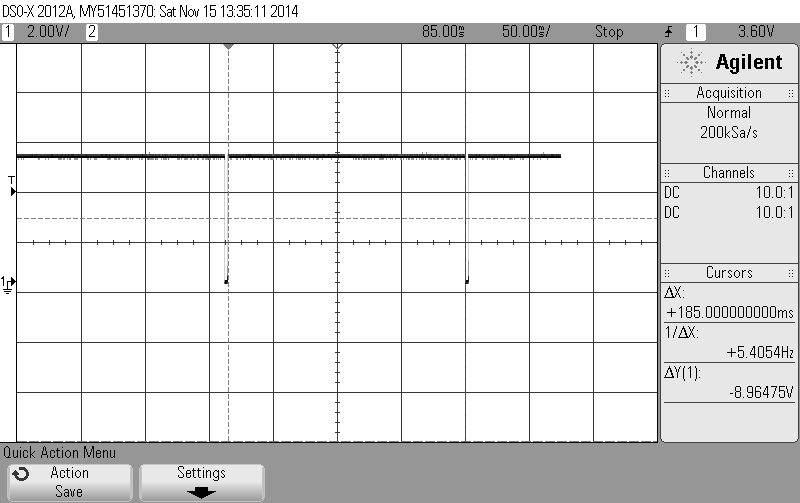 DSO-X 2012A, MY51451370: Sat Nov 15 13:35:11 2014
1 2.00V/ 2 85.00ms 50.00ms/ Stop 1 3.60V
Agilent
Acquisition
Normal
200kSa/s
Channels
DC 10.0:1
DC 10.0:1
Cursors
ΔX:
+185.000000000ms
1/ΔX:
+5.4054Hz
ΔY(1):
-8.96475V
T
1
Quick Action Menu
Action
Save
Settings